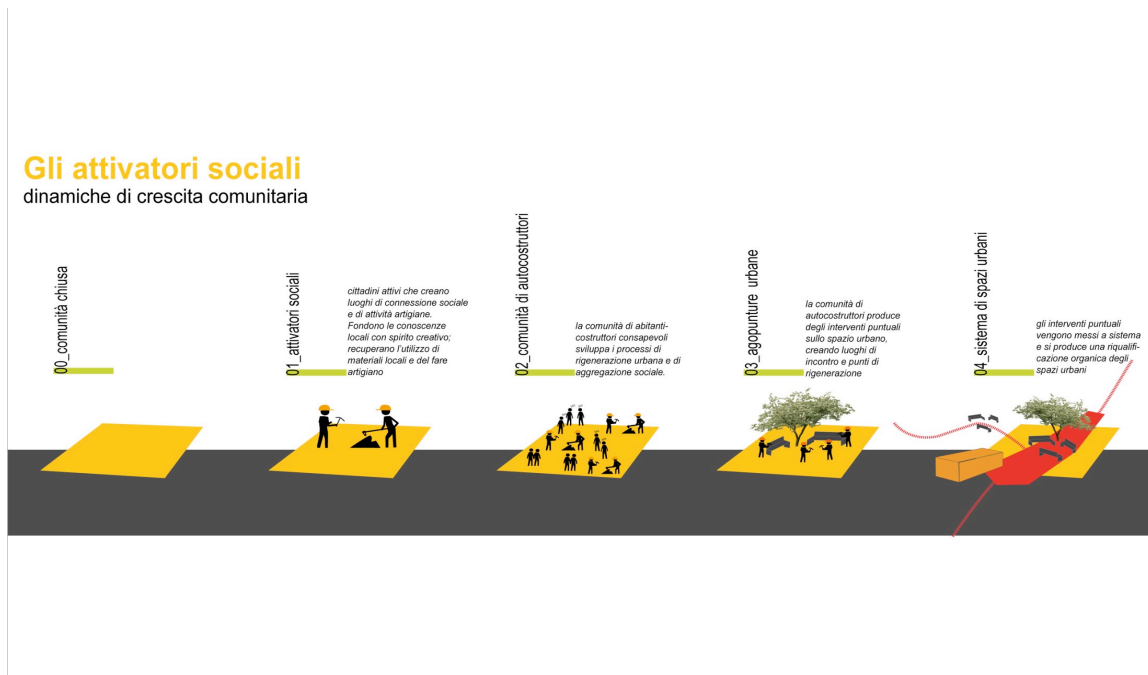 Gli attivatori sociali
dinamiche di crescita comunitaria
00_comunità chiusa
01_attivatori sociali
cittadini attivi che creano
luoghi di connessione sociale
e di attività artigiane.
Fondono le conoscenze
locali con spirito creativo;
recuperano l'utilizzo di
materiali locali e del fare
artigiano
02_comunità di autocostruttori
la comunità di abitanti-
costruttori consapevoli
sviluppa i processi di
rigenerazione urbana e di
aggregazione sociale.
03_agopunture urbane
la comunità di
autocostruttori produce
degli interventi puntuali
sullo spazio urbano,
creando luoghi di
incontro e punti di
rigenerazione
04_sistema di spazi urbani
gli interventi puntuali
vengono messi a sistema
e si produce una riqualifi-
cazione organica degli
spazi urbani